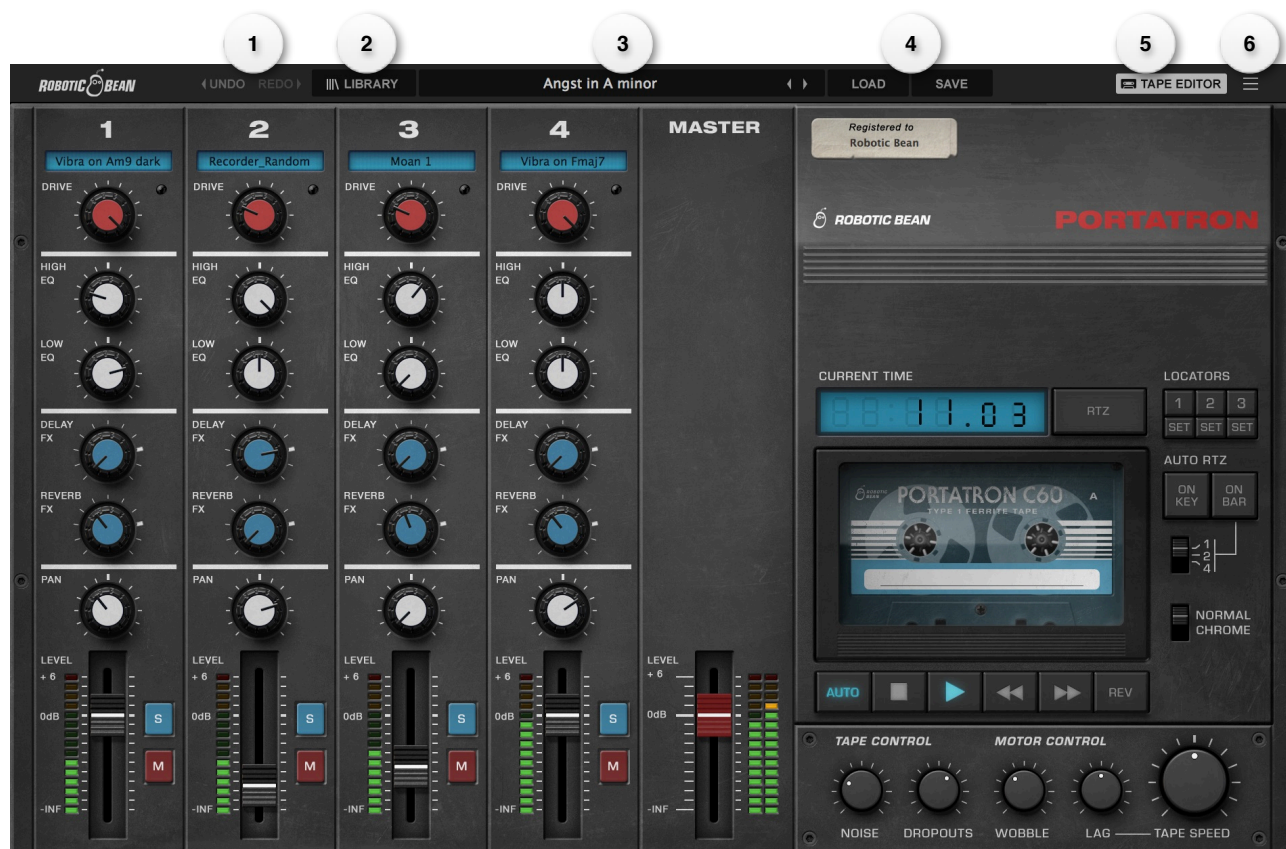 1 2 3 4 5 6
ROBOTIC BEAN
UNDO REDO LIBRARY Angst in A minor LOAD SAVE TAPE EDITOR
1 2 3 4 MASTER
Vibra on Am9 dark Recorder_Random Moan 1 Vibra on Fmaj7
DRIVE DRIVE DRIVE DRIVE
HIGH EQ HIGH EQ HIGH EQ HIGH EQ
LOW EQ LOW EQ LOW EQ LOW EQ
DELAY FX DELAY FX DELAY FX DELAY FX
REVERB FX REVERB FX REVERB FX REVERB FX
PAN PAN PAN PAN
LEVEL LEVEL LEVEL LEVEL LEVEL
+ 6 + 6 + 6 + 6 + 6
0dB 0dB 0dB 0dB 0dB
S S S S
M M M M
-INF -INF -INF -INF -INF
Registered to
Robotic Bean
ROBOTIC BEAN PORTATRON
CURRENT TIME
11.03
RTZ
LOCATORS
1 2 3
SET SET SET
AUTO RTZ
ON KEY ON BAR
1
2
4
NORMAL
CHROME
ROBOTIC BEAN PORTATRON C60 A
TYPE 1 FERRITE TAPE
AUTO REV
TAPE CONTROL MOTOR CONTROL
NOISE DROPOUTS WOBBLE LAG TAPE SPEED